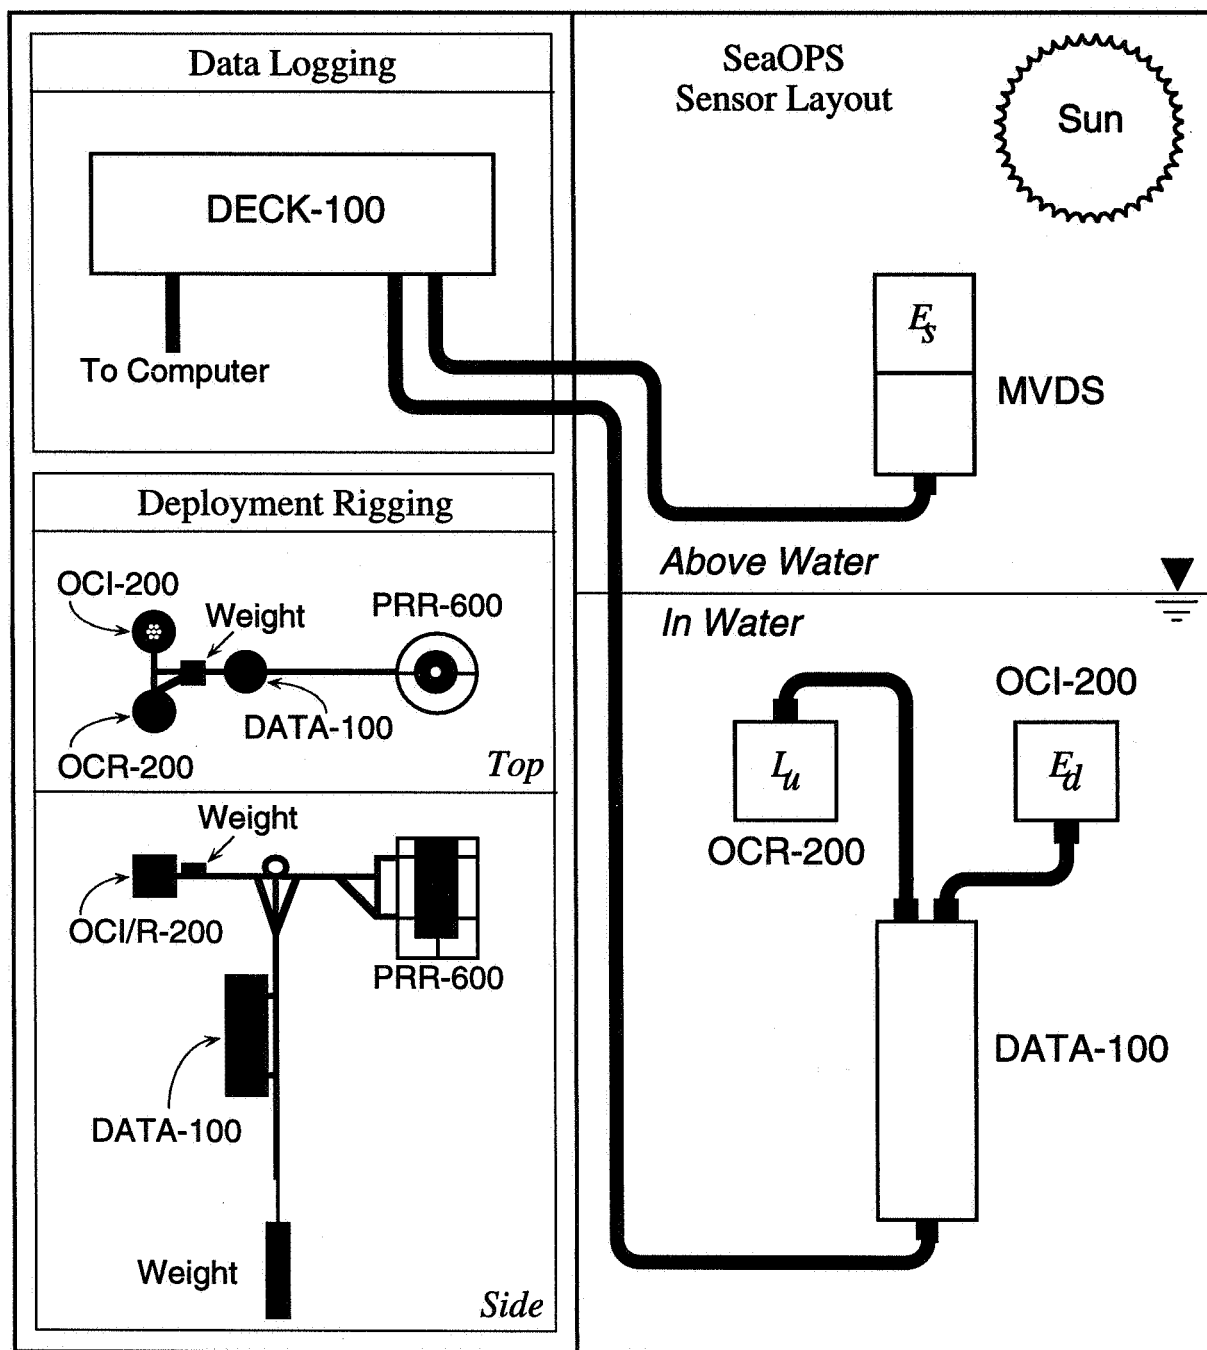 Data Logging
DECK-100
To Computer
SeaOPS
Sensor Layout
Sun
Es
MVDS
Above Water
In Water
Deployment Rigging
OCI-200
Weight
PRR-600
DATA-100
OCR-200
Top
Weight
OCI/R-200
PRR-600
DATA-100
Weight
Side
OCI-200
Lu
Ed
OCR-200
DATA-100